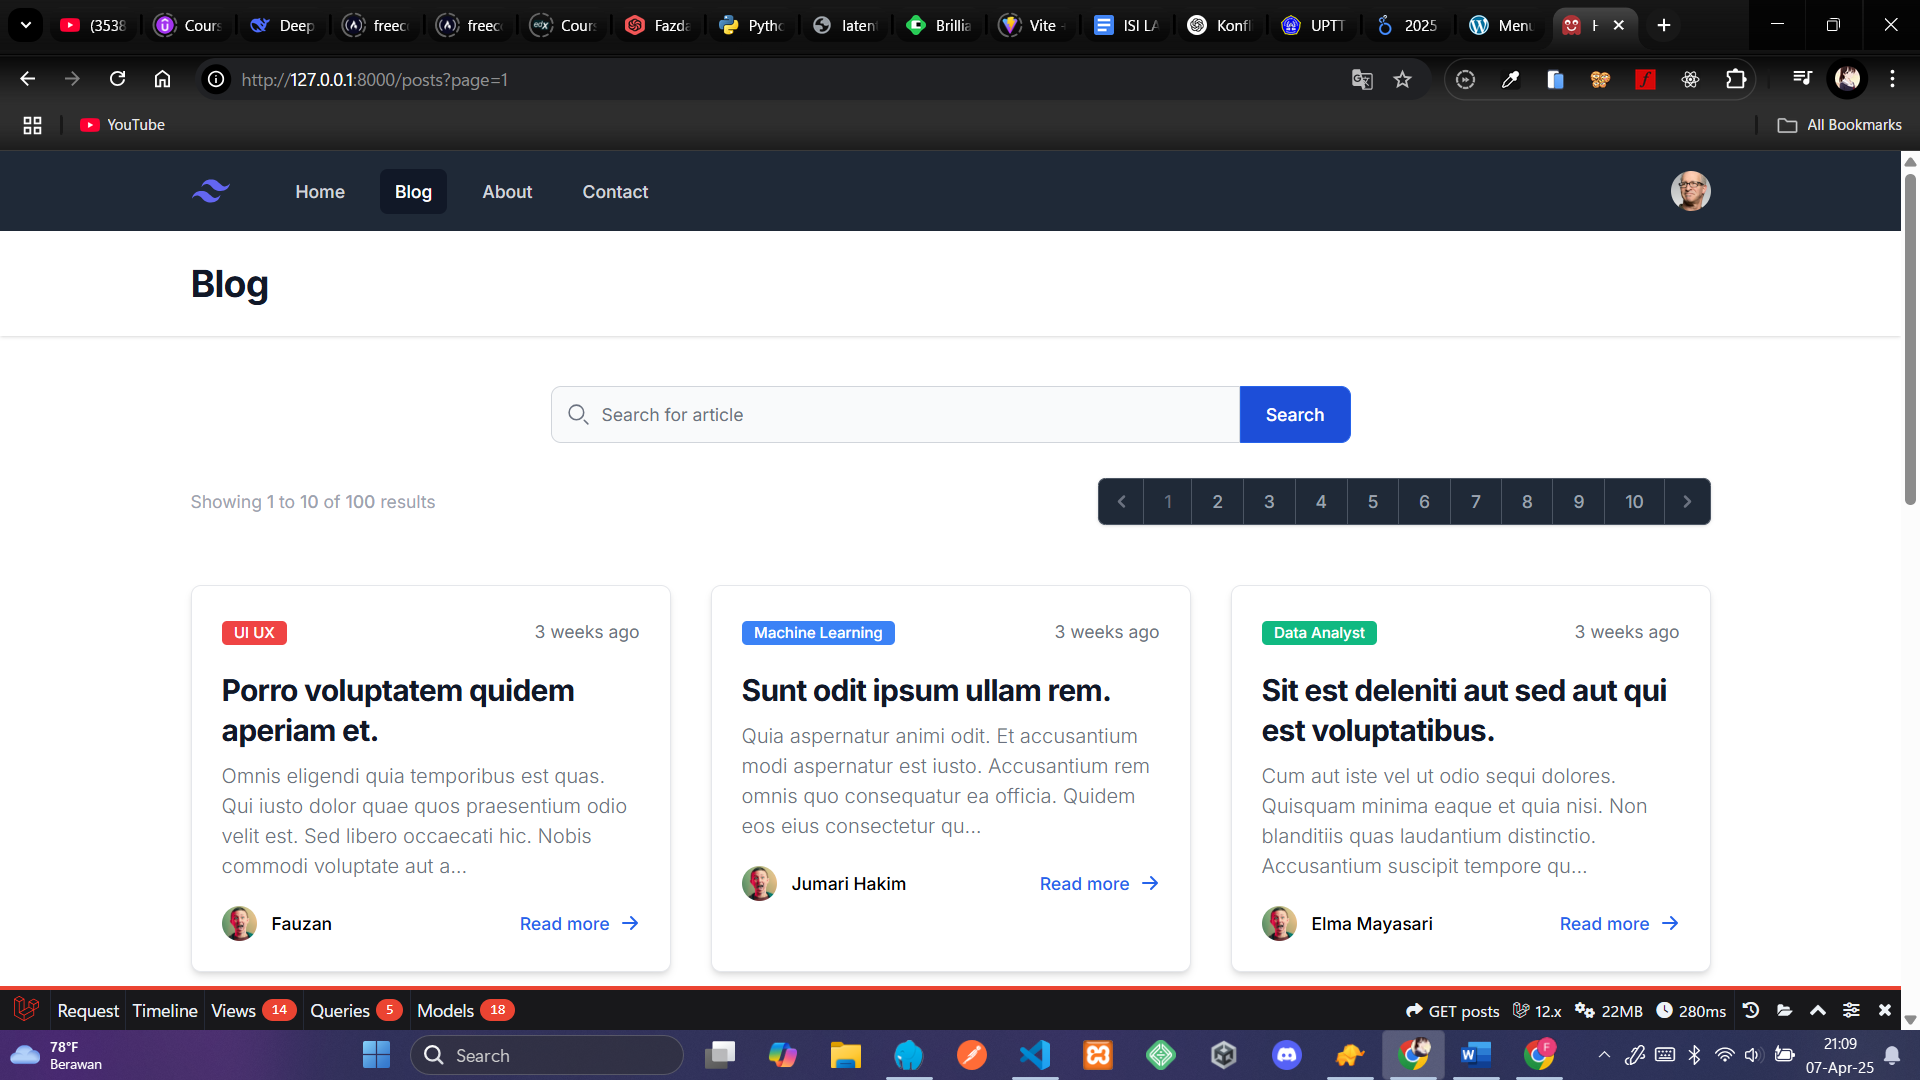 (3538
Cours
Deep
freec
freec
Cours
Fazda
Pytho
laten
Brillia
Vite
ISI LA
Konfl
UPTT
2025
Menu
http://127.0.0.1:8000/posts?page=1
YouTube
All Bookmarks
Home
Blog
About
Contact
Blog
Search for article
Search
Showing 1 to 10 of 100 results
1 2 3 4 5 6 7 8 9 10
UI UX
3 weeks ago
Porro voluptatem quidem
aperiam et.
Omnis eligendi quia temporibus est quas.
Qui iusto dolor quae quos praesentium odio
velit est. Sed libero occaecati hic. Nobis
commodi voluptate aut a...
Fauzan
Read more
Machine Learning
3 weeks ago
Sunt odit ipsum ullam rem.
Quia aspernatur animi odit. Et accusantium
modi aspernatur est iusto. Accusantium rem
omnis quo consequatur ea officia. Quidem
eos eius consectetur qu...
Jumari Hakim
Read more
Data Analyst
3 weeks ago
Sit est deleniti aut sed aut qui
est voluptatibus.
Cum aut iste vel ut odio sequi dolores.
Quisquam minima eaque et quia nisi. Non
blanditiis quas laudantium distinctio.
Accusantium suscipit tempore qu...
Elma Mayasari
Read more
Request
Timeline
Views 14
Queries 5
Models 18
GET posts
12.x
22MB
280ms
78°F
Berawan
Search
21:09
07-Apr-25